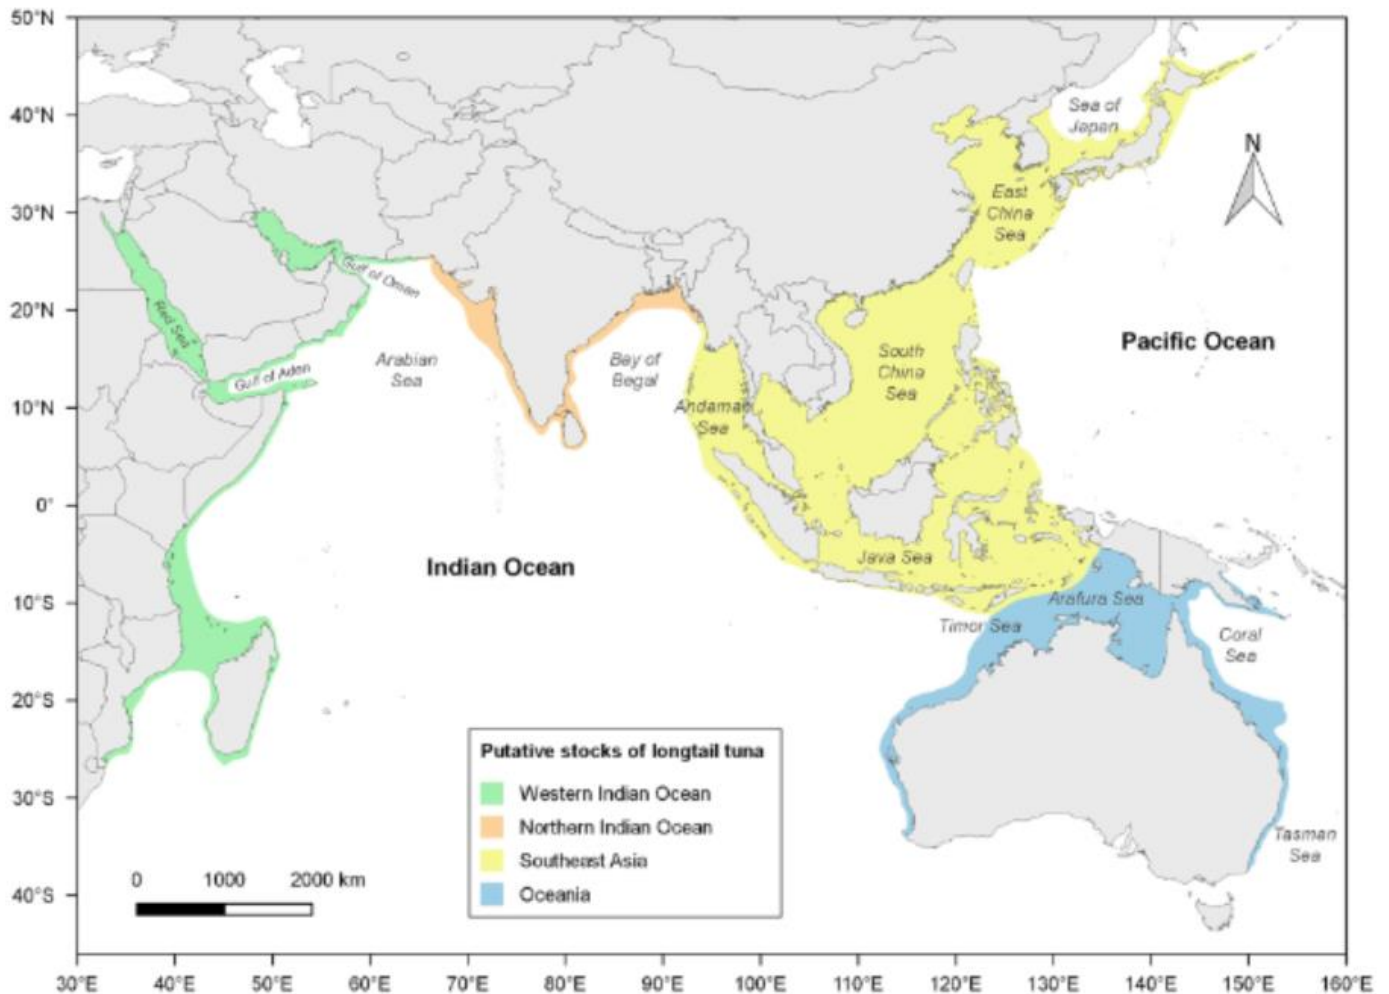 50°N
40°N
30°N
20°N
10°N
0°
10°S
20°S
30°S
40°S
30°E
40°E
50°E
60°E
70°E
80°E
90°E
100°E
110°E
120°E
130°E
140°E
150°E
160°E
N
Sea of
Japan
East
China
Sea
Gulf of Oman
Red Sea
Gulf of Aden
Arabian
Sea
Bay of
Begal
Andaman
Sea
South
China
Sea
Pacific Ocean
Indian Ocean
Java Sea
Arafura Sea
Timor Sea
Coral
Sea
Tasman
Sea
Putative stocks of longtail tuna
Western Indian Ocean
Northern Indian Ocean
Southeast Asia
Oceania
0 1000 2000 km